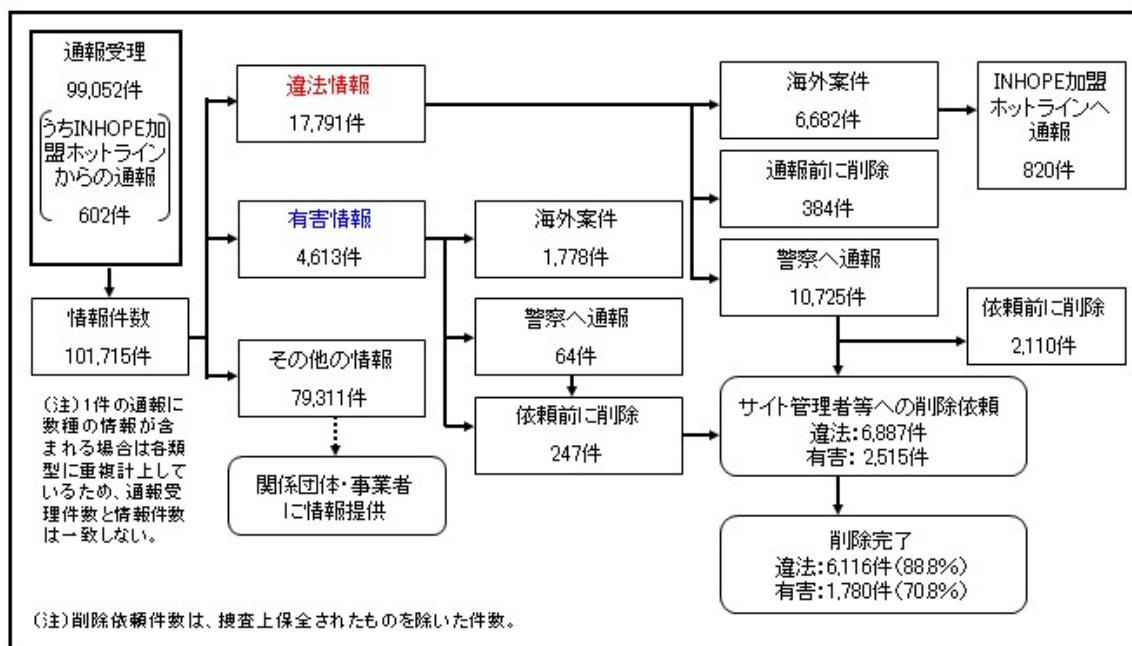 通報受理
99,052件
うちINHOPE加
盟ホットライン
からの通報
602件
情報件数
101,715件
(注)1件の通報に
数種の情報が含
まれる場合は各類
型に重複計上して
いるため、通報受
理件数と情報件数
は一致しない。
違法情報
17,791件
有害情報
4,613件
その他の情報
79,311件
関係団体・事業者
に情報提供
海外案件
1,778件
警察へ通報
64件
依頼前に削除
247件
海外案件
6,682件
通報前に削除
384件
警察へ通報
10,725件
INHOPE加盟
ホットラインへ
通報
820件
依頼前に削除
2,110件
サイト管理者等への削除依頼
違法:6,887件
有害: 2,515件
削除完了
違法:6,116件(88.8%)
有害:1,780件(70.8%)
(注)削除依頼件数は、捜査上保全されたものを除いた件数。